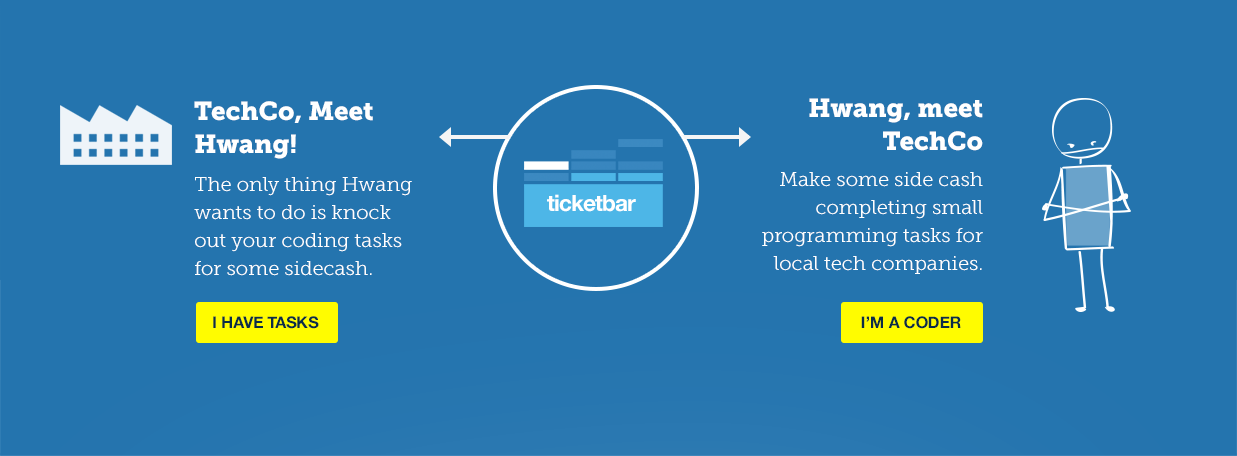 TechCo, Meet
Hwang!
The only thing Hwang
wants to do is knock
out your coding tasks
for some sidecash.
I HAVE TASKS
ticketbar
Hwang, meet
TechCo
Make some side cash
completing small
programming tasks for
local tech companies.
I’M A CODER